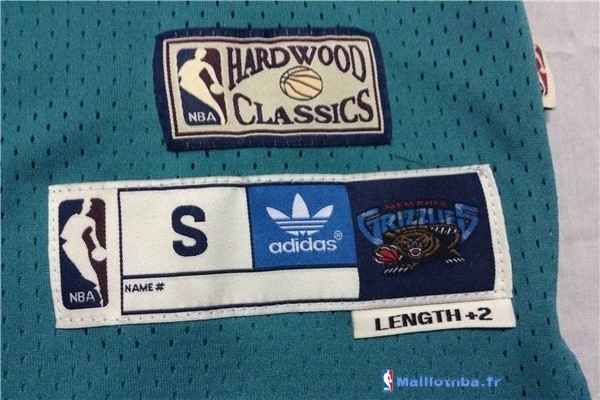 HARDWOOD
CLASSICS
NBA
S
adidas®
MEMPHIS
GRIZZLIES
NBA
NAME #
LENGTH +2
Maillotnba.fr